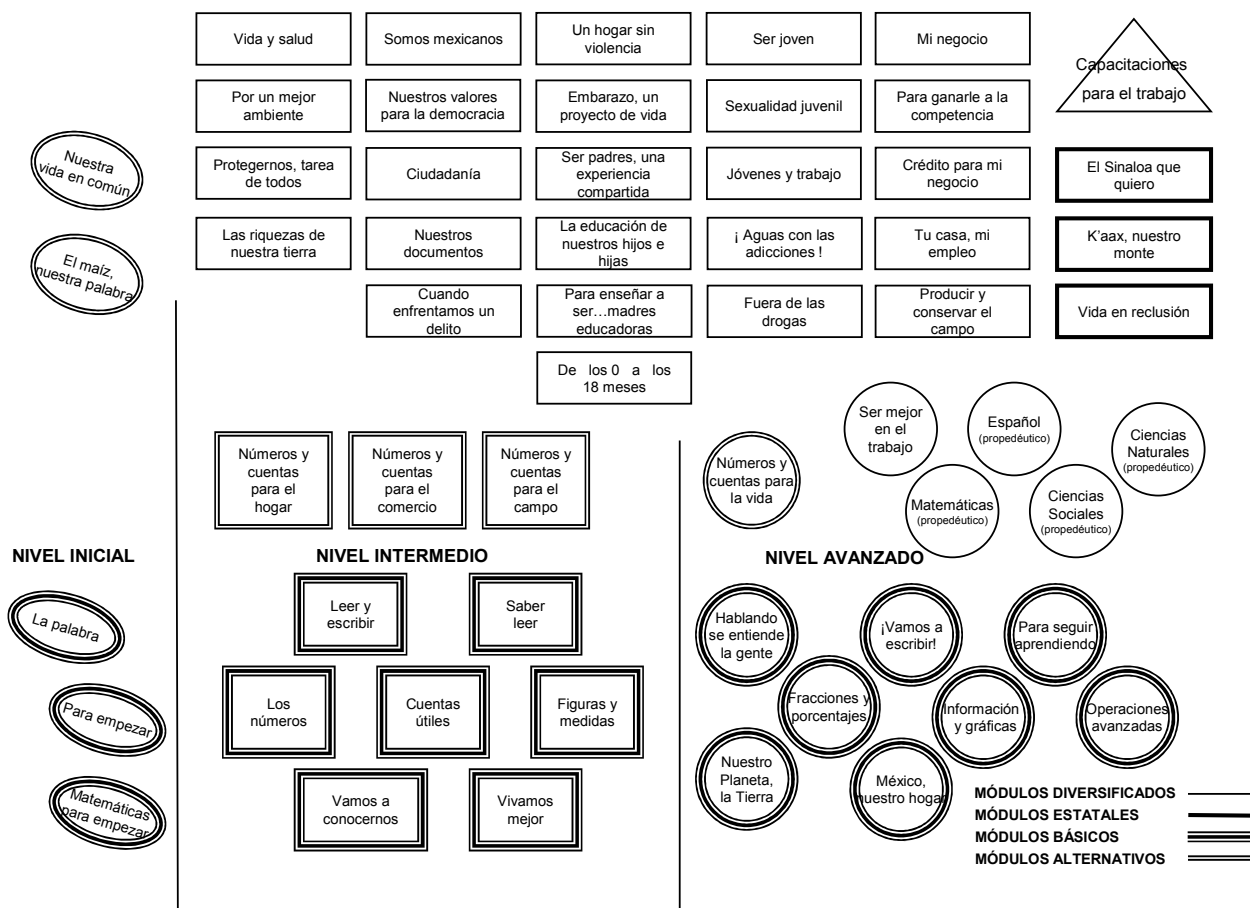 Vida y salud
Somos mexicanos
Un hogar sin
violencia
Ser joven
Mi negocio
Capacitaciones
para el trabajo
Por un mejor
ambiente
Nuestros valores
para la democracia
Embarazo, un
proyecto de vida
Sexualidad juvenil
Para ganarle a la
competencia
Nuestra
vida en común
Protegernos, tarea
de todos
Ciudadanía
Ser padres, una
experiencia
compartida
Jóvenes y trabajo
Crédito para mi
negocio
El Sinaloa que
quiero
El maíz,
nuestra palabra
Las riquezas de
nuestra tierra
Nuestros
documentos
La educación de
nuestros hijos e
hijas
¡ Aguas con las
adicciones !
Tu casa, mi
empleo
K'aax, nuestro
monte
Cuando
enfrentamos un
delito
Para enseñar a
ser…madres
educadoras
Fuera de las
drogas
Producir y
conservar el
campo
Vida en reclusión
De los 0 a los
18 meses
Números y
cuentas
para el
hogar
Números y
cuentas
para el
comercio
Números y
cuentas
para el
campo
Números y
cuentas para
la vida
Ser mejor
en el
trabajo
Español
(propedéutico)
Ciencias
Naturales
(propedéutico)
Matemáticas
(propedéutico)
Ciencias
Sociales
(propedéutico)
NIVEL INICIAL
NIVEL INTERMEDIO
NIVEL AVANZADO
La palabra
Para empezar
Matemáticas
para empezar
Leer y
escribir
Saber
leer
Los
números
Cuentas
útiles
Figuras y
medidas
Vamos a
conocernos
Vivamos
mejor
Hablando
se entiende
la gente
¡Vamos a
escribir!
Para seguir
aprendiendo
Fracciones y
porcentajes
Información
y gráficas
Operaciones
avanzadas
Nuestro
Planeta,
la Tierra
México,
nuestro hogar
MÓDULOS DIVERSIFICADOS
MÓDULOS ESTATALES
MÓDULOS BÁSICOS
MÓDULOS ALTERNATIVOS